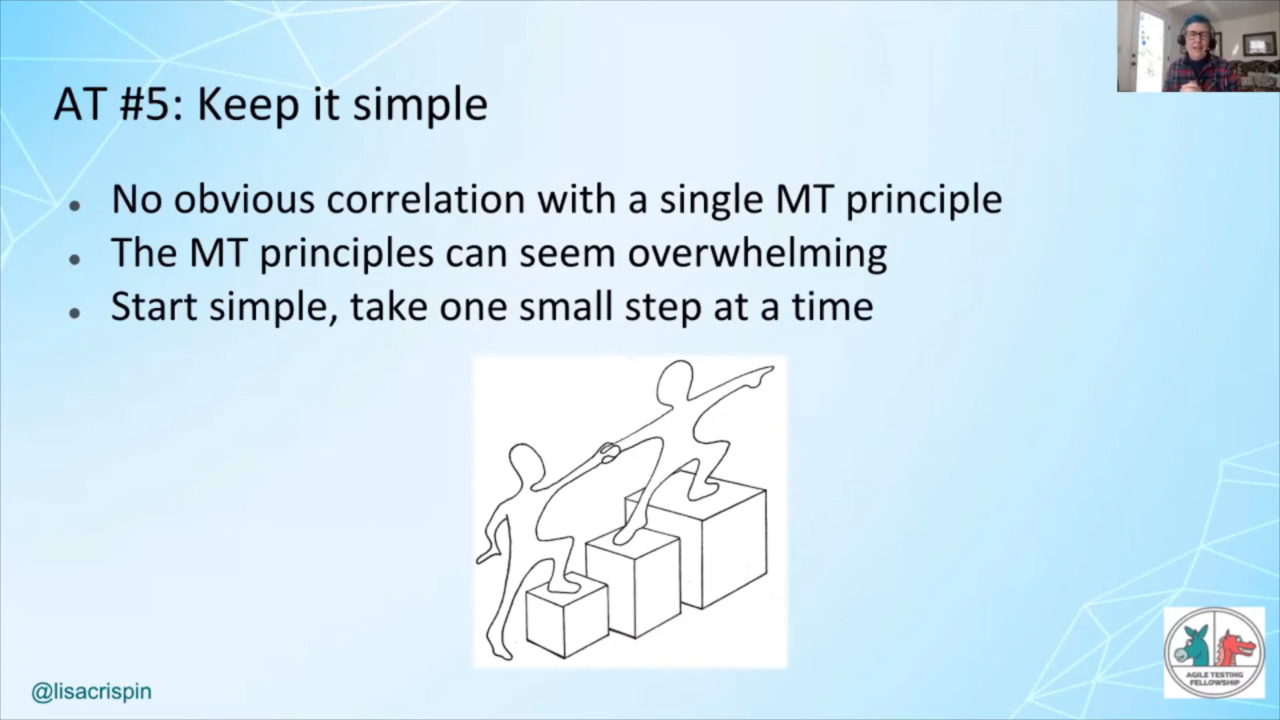 AT #5: Keep it simple
No obvious correlation with a single MT principle
The MT principles can seem overwhelming
Start simple, take one small step at a time
@lisacrispin
AGILE TESTING
FELLOWSHIP